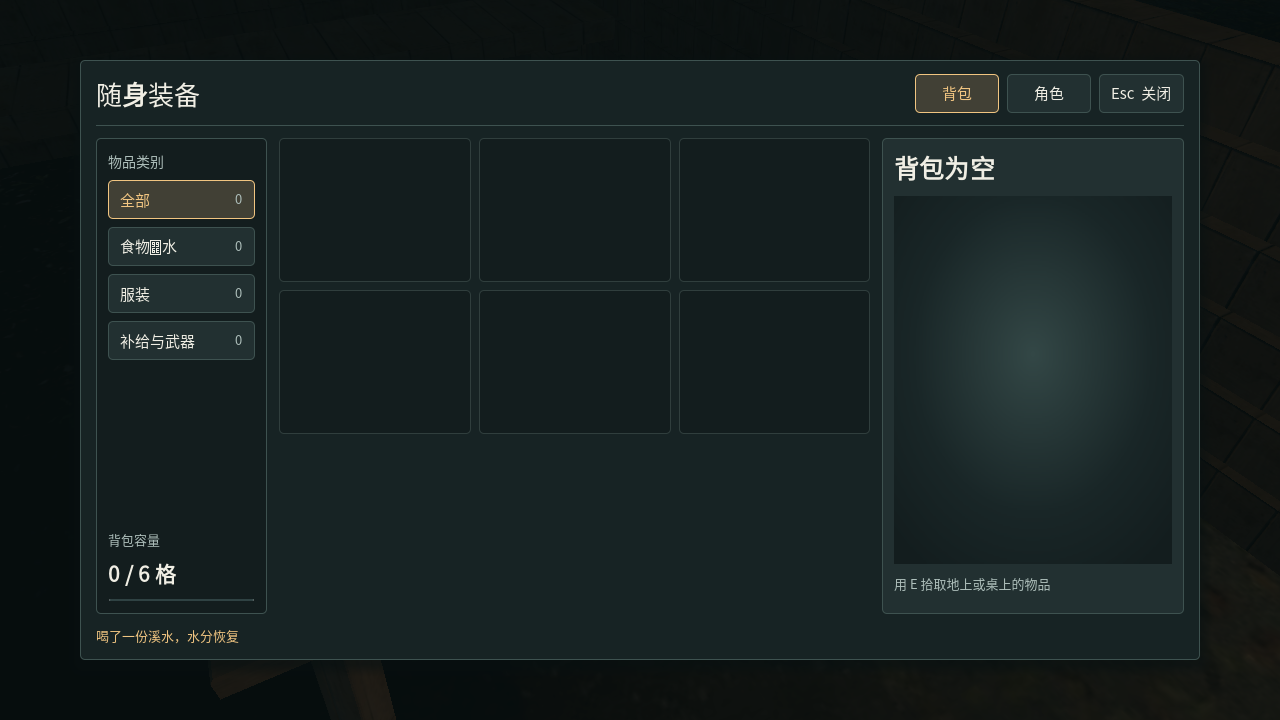 随身装备
背包
角色
Esc 关闭
物品类别
全部 0
食物水 0
服装 0
补给与武器 0
背包容量
0 / 6 格
背包为空
用 E 拾取地上或桌上的物品
喝了一份溪水，水分恢复